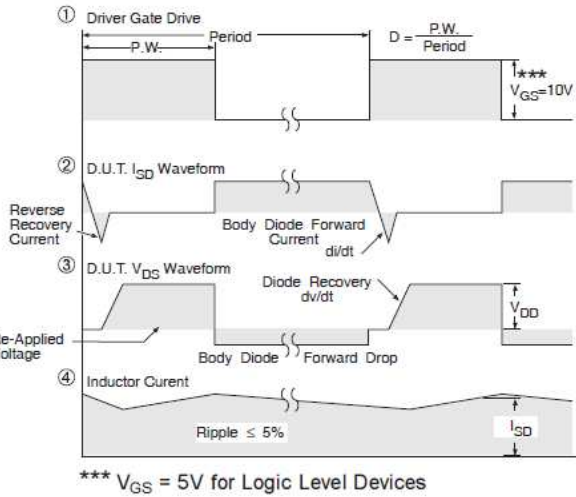 ① Driver Gate Drive
P.W.
Period
D = P.W.
Period
***
VGS=10V
② D.U.T. ISD Waveform
Reverse
Recovery
Current
Body Diode Forward
Current
di/dt
③ D.U.T. VDS Waveform
Diode Recovery
dv/dt
VDD
-Applied
Body Diode Forward Drop
④ Inductor Curent
Ripple ≤ 5%
ISD
*** VGS = 5V for Logic Level Devices